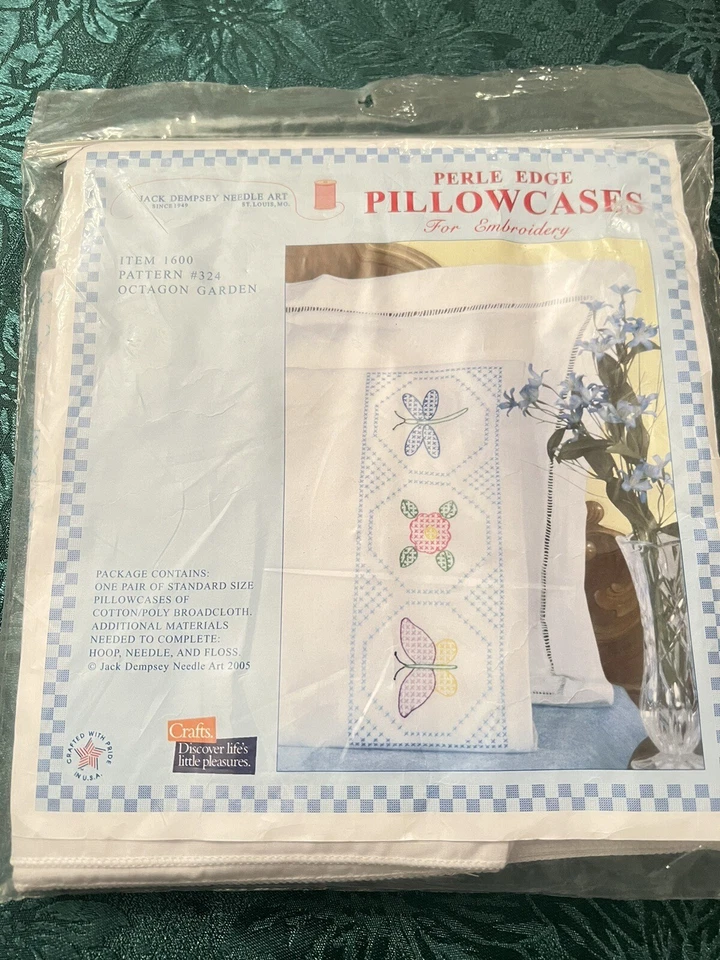 JACK DEMPSEY NEEDLE ART
SINCE 1949 ST. LOUIS, MO.
PERLE EDGE
PILLOWCASES
For Embroidery
ITEM 1600
PATTERN #324
OCTAGON GARDEN
PACKAGE CONTAINS:
ONE PAIR OF STANDARD SIZE
PILLOWCASES OF
COTTON/POLY BROADCLOTH.
ADDITIONAL MATERIALS
NEEDED TO COMPLETE:
HOOP, NEEDLE, AND FLOSS.
© Jack Dempsey Needle Art 2005
CRAFTED WITH PRIDE
IN U.S.A.
Crafts.
Discover life's
little pleasures.